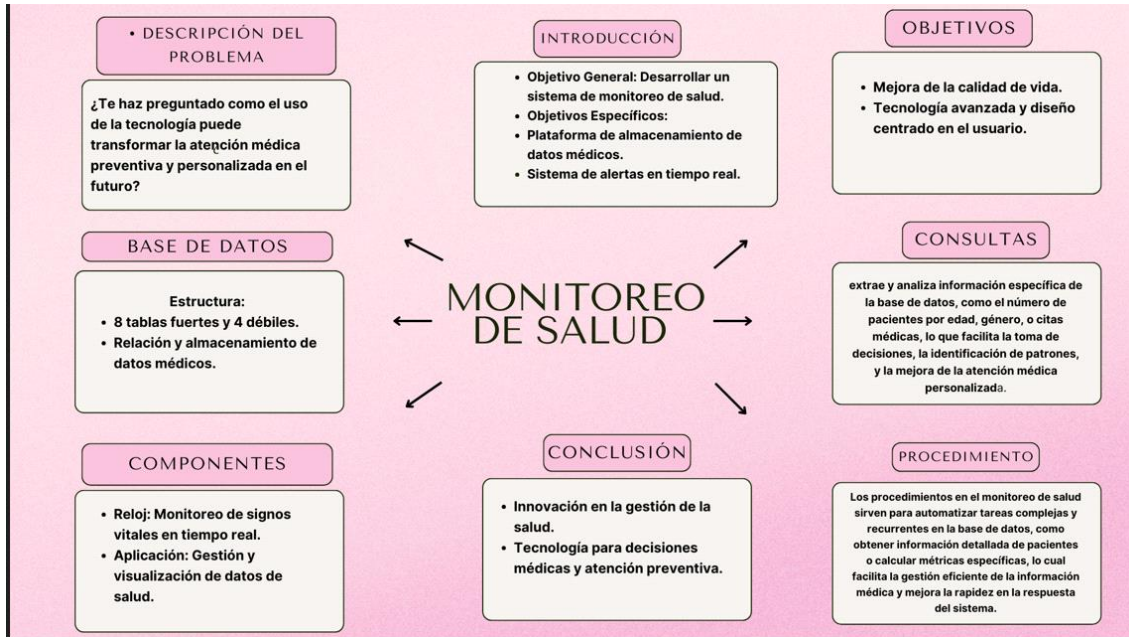 • DESCRIPCIÓN DEL
PROBLEMA
¿Te haz preguntado como el uso
de la tecnología puede
transformar la atención médica
preventiva y personalizada en el
futuro?
INTRODUCCIÓN
• Objetivo General: Desarrollar un
sistema de monitoreo de salud.
• Objetivos Específicos:
• Plataforma de almacenamiento de
datos médicos.
• Sistema de alertas en tiempo real.
OBJETIVOS
• Mejora de la calidad de vida.
• Tecnología avanzada y diseño
centrado en el usuario.
BASE DE DATOS
Estructura:
• 8 tablas fuertes y 4 débiles.
• Relación y almacenamiento de
datos médicos.
MONITOREO
DE SALUD
CONSULTAS
extrae y analiza información específica de
la base de datos, como el número de
pacientes por edad, género, o citas
médicas, lo que facilita la toma de
decisiones, la identificación de patrones,
y la mejora de la atención médica
personalizada.
COMPONENTES
• Reloj: Monitoreo de signos
vitales en tiempo real.
• Aplicación: Gestión y
visualización de datos de
salud.
CONCLUSIÓN
• Innovación en la gestión de la
salud.
• Tecnología para decisiones
médicas y atención preventiva.
PROCEDIMIENTO
Los procedimientos en el monitoreo de salud
sirven para automatizar tareas complejas y
recurrentes en la base de datos, como
obtener información detallada de pacientes
o calcular métricas específicas, lo cual
facilita la gestión eficiente de la información
médica y mejora la rapidez en la respuesta
del sistema.